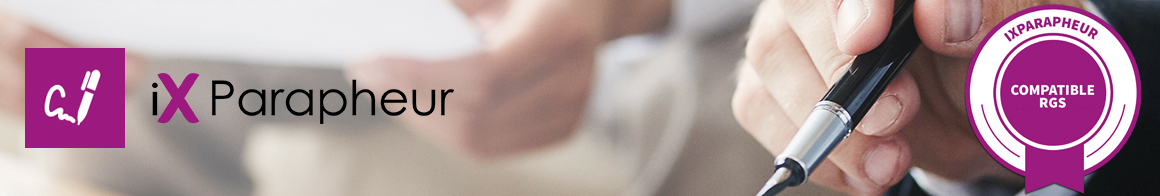 iX Parapheur
IXPARAPHEUR
COMPATIBLE
RGS